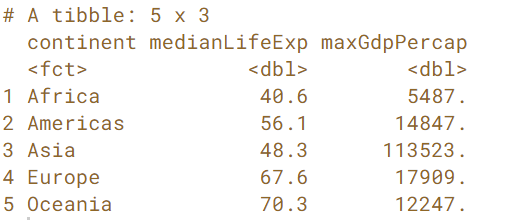 # A tibble: 5 x 3
continent medianLifeExp maxGdpPercap
<fct> <dbl> <dbl>
1 Africa 40.6 5487.
2 Americas 56.1 14847.
3 Asia 48.3 113523.
4 Europe 67.6 17909.
5 Oceania 70.3 12247.